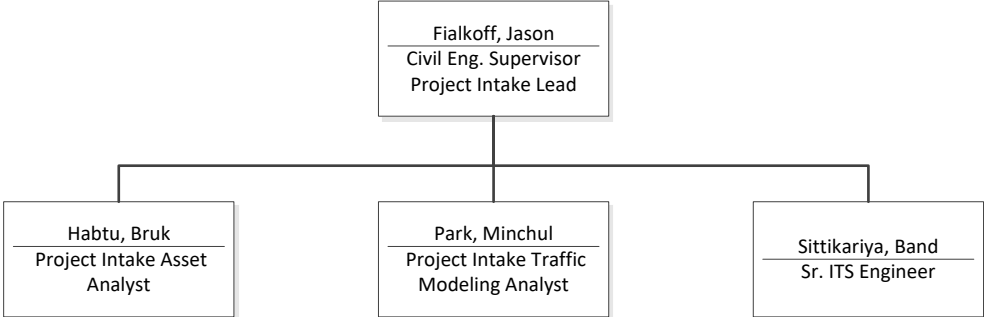 Fialkoff, Jason
Civil Eng. Supervisor
Project Intake Lead
Habtu, Bruk
Project Intake Asset
Analyst
Park, Minchul
Project Intake Traffic
Modeling Analyst
Sittikariya, Band
Sr. ITS Engineer